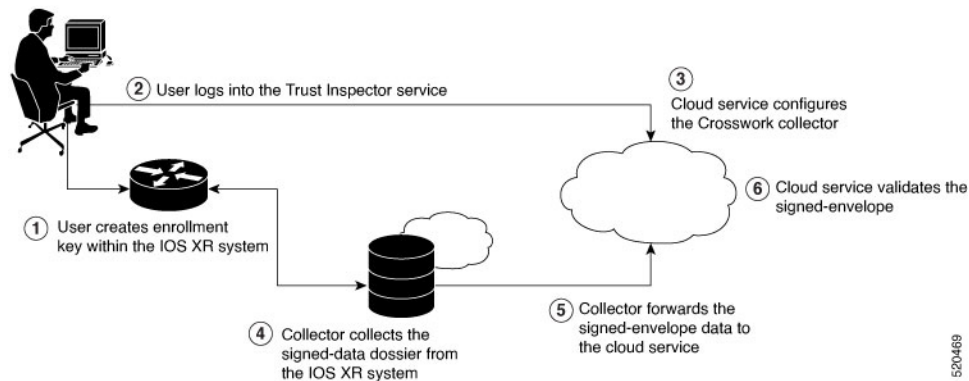 2 User logs into the Trust Inspector service
3
Cloud service configures
the Crosswork collector
6 Cloud service validates the
signed-envelope
1 User creates enrollment
key within the IOS XR system
4 Collector collects the
signed-data dossier from
the IOS XR system
5 Collector forwards the
signed-envelope data to
the cloud service
520469